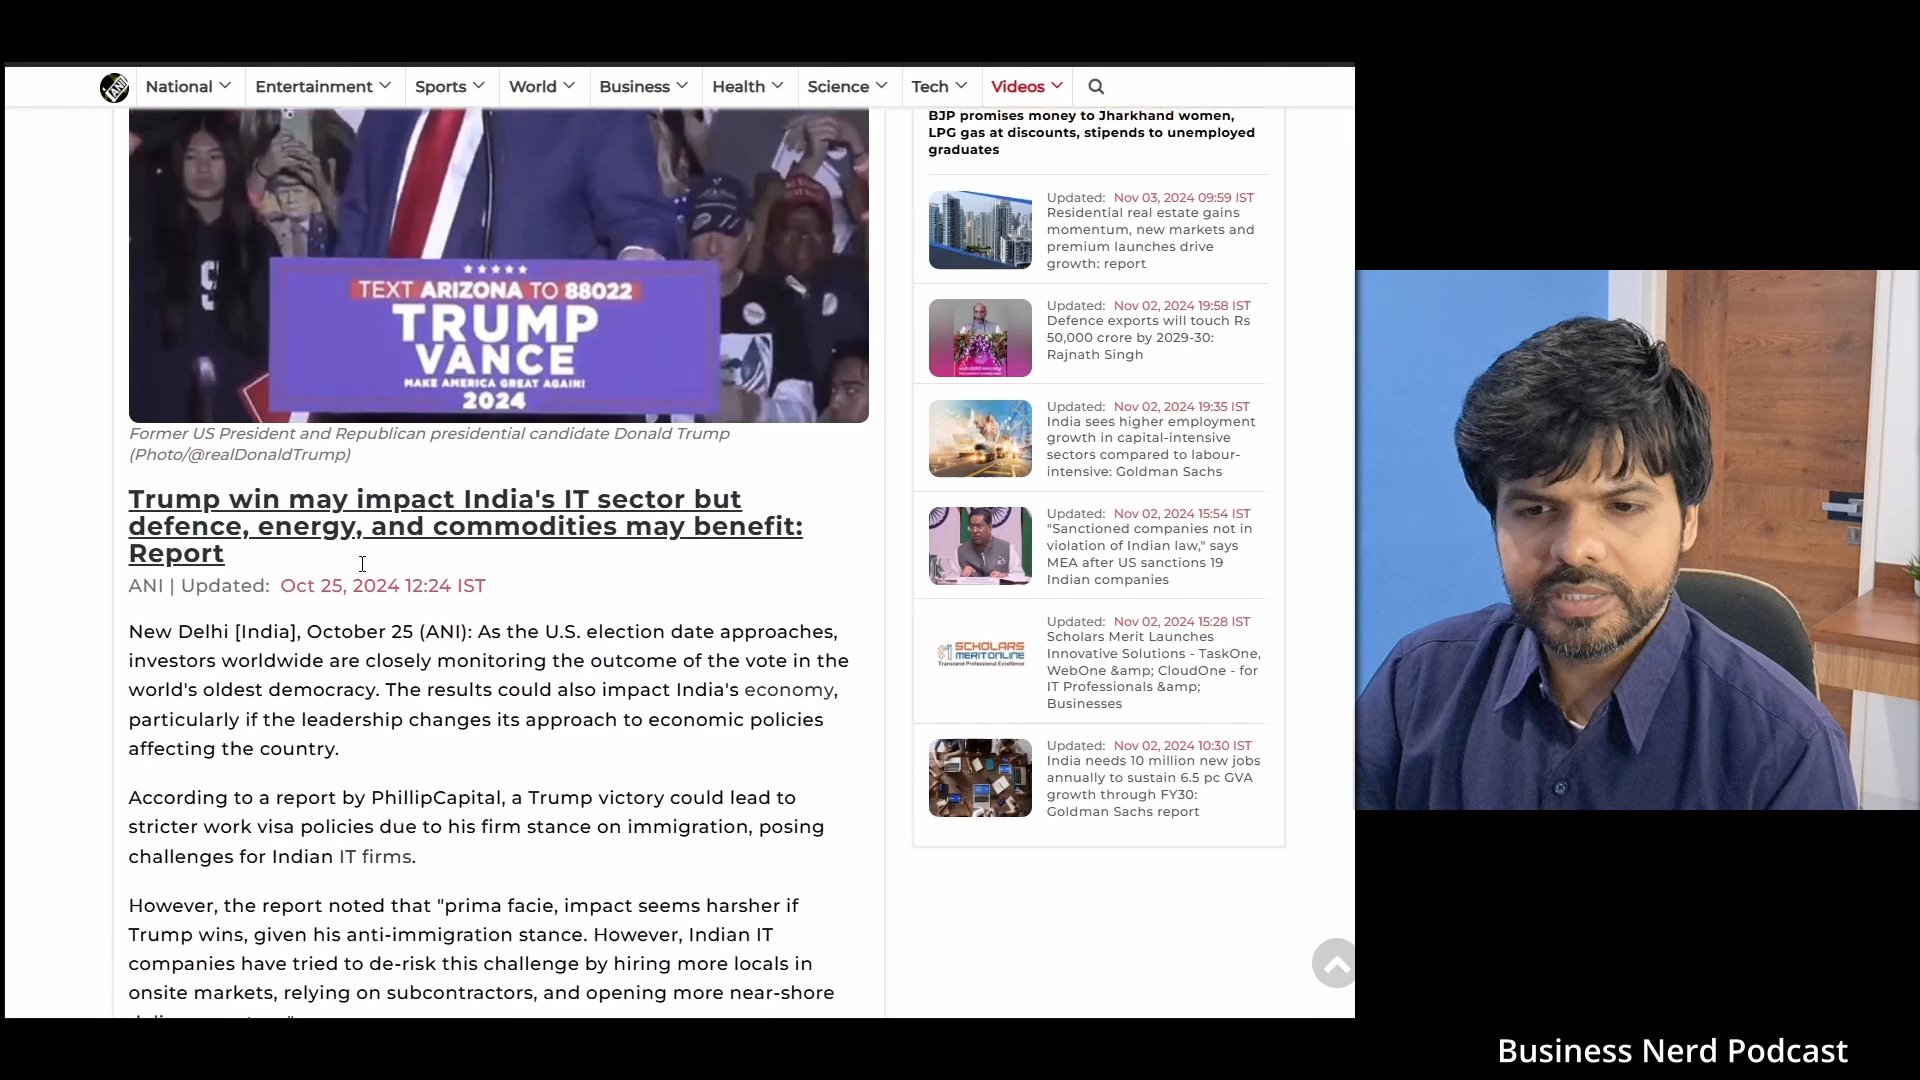 ANI
National
Entertainment
Sports
World
Business
Health
Science
Tech
Videos
TEXT ARIZONA TO 88022
TRUMP
VANCE
MAKE AMERICA GREAT AGAIN!
2024
Former US President and Republican presidential candidate Donald Trump
(Photo/@realDonaldTrump)
Trump win may impact India's IT sector but
defence, energy, and commodities may benefit:
Report
ANI | Updated: Oct 25, 2024 12:24 IST
New Delhi [India], October 25 (ANI): As the U.S. election date approaches,
investors worldwide are closely monitoring the outcome of the vote in the
world's oldest democracy. The results could also impact India's economy,
particularly if the leadership changes its approach to economic policies
affecting the country.
According to a report by PhillipCapital, a Trump victory could lead to
stricter work visa policies due to his firm stance on immigration, posing
challenges for Indian IT firms.
However, the report noted that "prima facie, impact seems harsher if
Trump wins, given his anti-immigration stance. However, Indian IT
companies have tried to de-risk this challenge by hiring more locals in
onsite markets, relying on subcontractors, and opening more near-shore
BJP promises money to Jharkhand women,
LPG gas at discounts, stipends to unemployed
graduates
Updated: Nov 03, 2024 09:59 IST
Residential real estate gains
momentum, new markets and
premium launches drive
growth: report
Updated: Nov 02, 2024 19:58 IST
Defence exports will touch Rs
50,000 crore by 2029-30:
Rajnath Singh
Updated: Nov 02, 2024 19:35 IST
India sees higher employment
growth in capital-intensive
sectors compared to labour-
intensive: Goldman Sachs
Updated: Nov 02, 2024 15:54 IST
"Sanctioned companies not in
violation of Indian law," says
MEA after US sanctions 19
Indian companies
SCHOLARS
MERIT ONLINE
Transcend Professional Excellence
Updated: Nov 02, 2024 15:28 IST
Scholars Merit Launches
Innovative Solutions - TaskOne,
WebOne &amp; CloudOne - for
IT Professionals &amp;
Businesses
Updated: Nov 02, 2024 10:30 IST
India needs 10 million new jobs
annually to sustain 6.5 pc GVA
growth through FY30:
Goldman Sachs report
Business Nerd Podcast